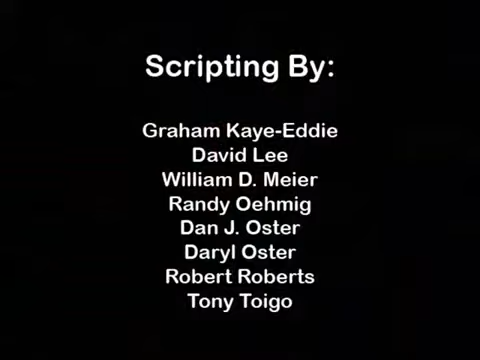 Scripting By:
Graham Kaye-Eddie
David Lee
William D. Meier
Randy Oehmig
Dan J. Oster
Daryl Oster
Robert Roberts
Tony Toigo